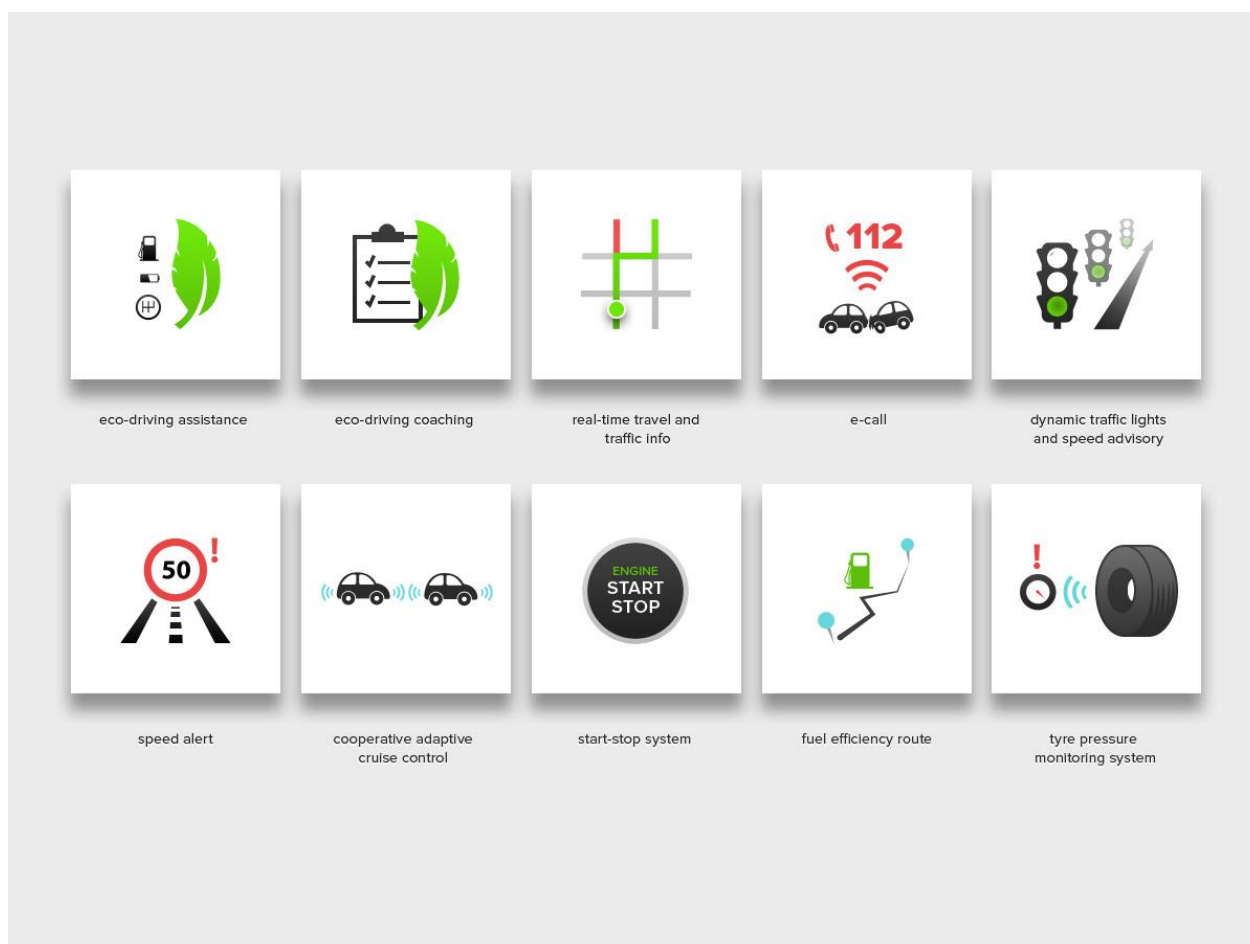 112
eco-driving assistance
eco-driving coaching
real-time travel and
traffic info
e-call
dynamic traffic lights
and speed advisory
50
!
ENGINE
START
STOP
!
speed alert
cooperative adaptive
cruise control
start-stop system
fuel efficiency route
tyre pressure
monitoring system